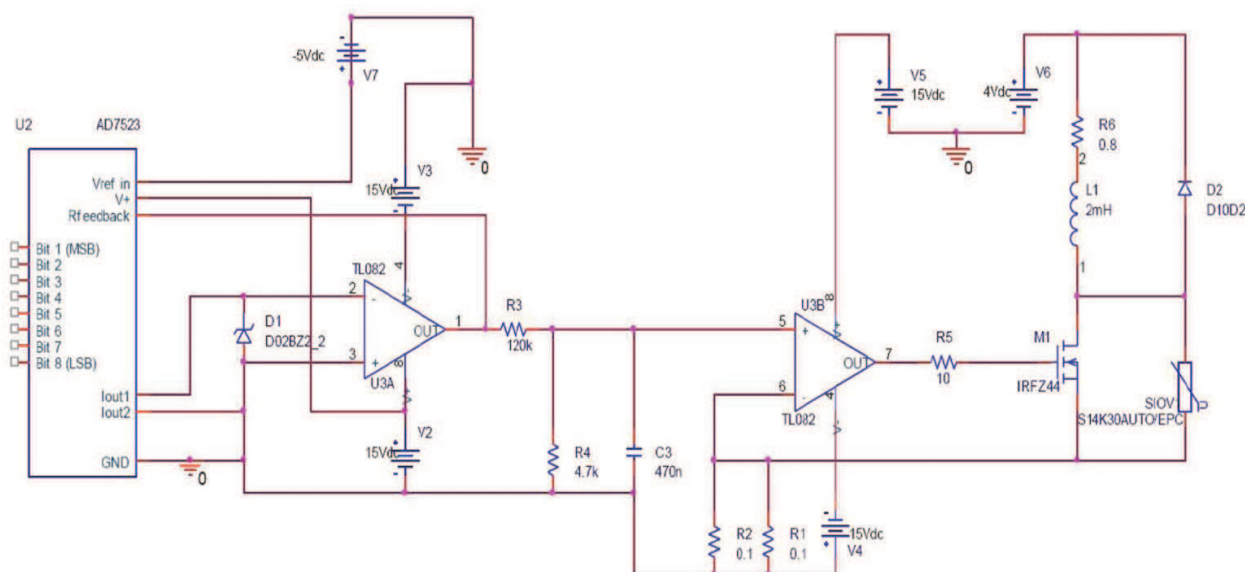 -5Vdc
V7
U2
AD7523
Vref in
V+
Rfeedback
Bit 1 (MSB)
Bit 2
Bit 3
Bit 4
Bit 5
Bit 6
Bit 7
Bit 8 (LSB)
Iout1
Iout2
GND
0
0
V3
15Vdc
4
V-
TL082
2
-
3
+
OUT
1
8
V+
U3A
D1
D02BZ2_2
V2
15Vdc
R3
120k
R4
4.7k
C3
470n
V5
15Vdc
V6
4Vdc
0
R6
0.8
2
L1
2mH
1
D2
D10D2
U3B
8
V+
5
+
6
-
OUT
7
4
V-
TL082
R5
10
M1
IRFZ44
SIOV
S14K30AUTO/EPC
U
R2
0.1
R1
0.1
15Vdc
V4